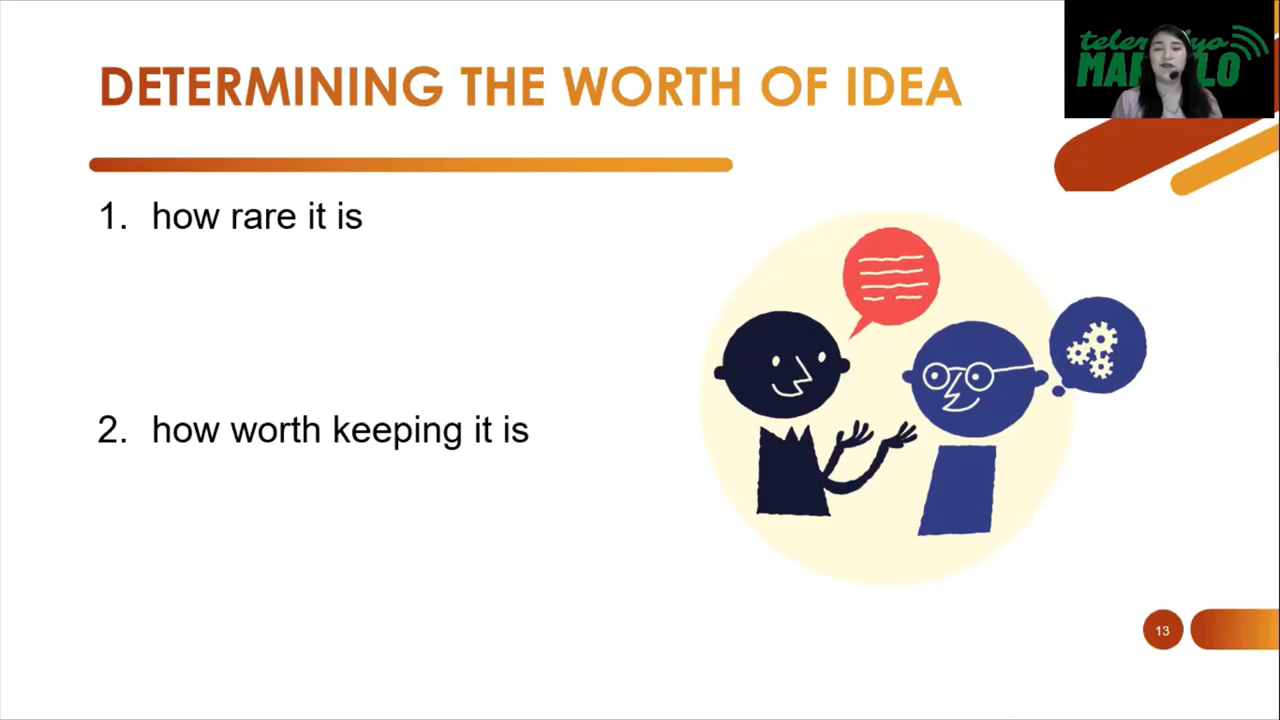 DETERMINING THE WORTH OF IDEA
1. how rare it is
2. how worth keeping it is
13